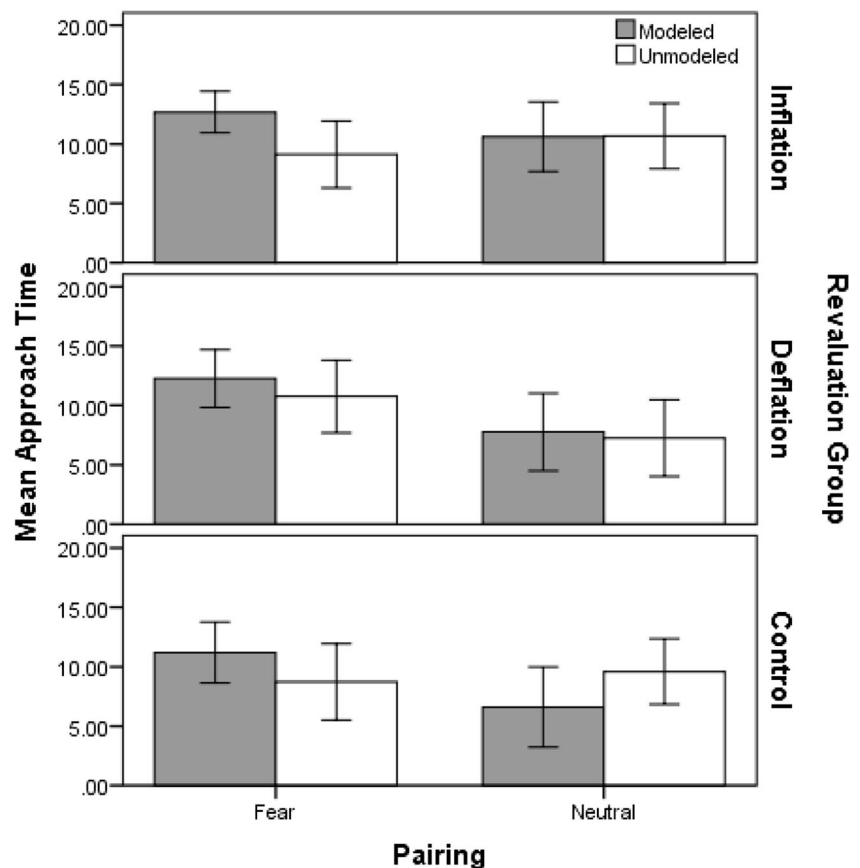 20.00
15.00
10.00
5.00
.00
Modeled
Unmodeled
Inflation
20.00
15.00
10.00
5.00
.00
Deflation
20.00
15.00
10.00
5.00
.00
Control
Mean Approach Time
Revaluation Group
Fear Neutral
Pairing